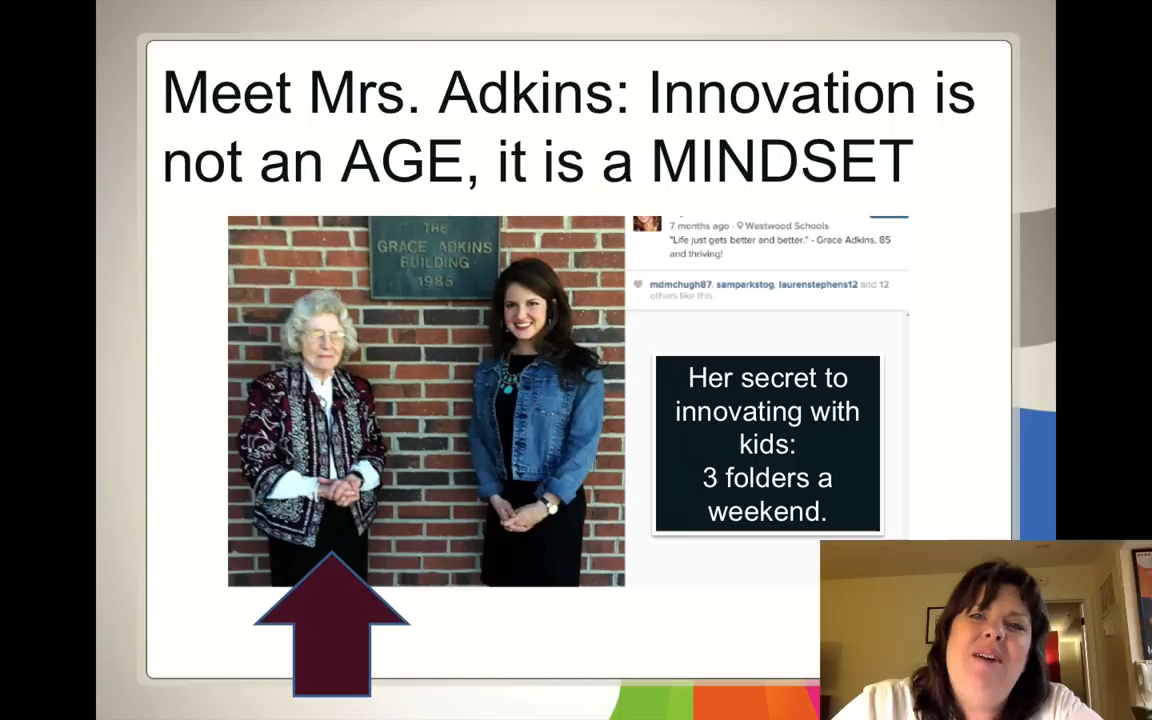 Meet Mrs. Adkins: Innovation is
not an AGE, it is a MINDSET
THE
GRACE ADKINS
BUILDING
1985
7 months ago · Westwood Schools
"Life just gets better and better." - Grace Adkins, 85
and thriving!
mdmchugh87, samparkstog, laurenstephens12 and 12
others like this.
Her secret to
innovating with
kids:
3 folders a
weekend.